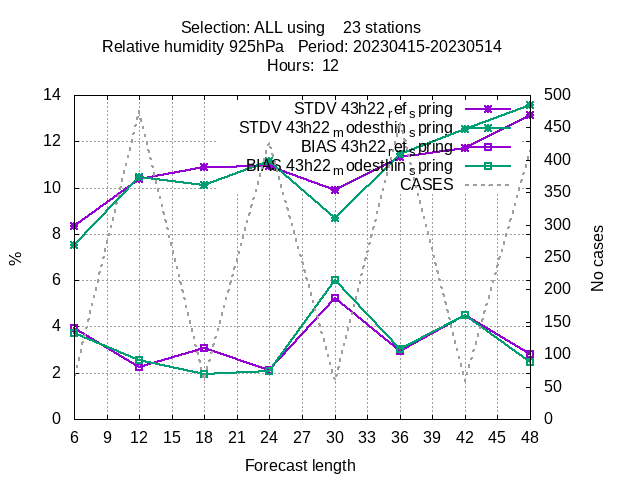 Selection: ALL using    23 stations
Relative humidity 925hPa   Period: 20230415-20230514
Hours:  12
STDV 43h22_ref_spring
STDV 43h22_modesthin_spring
BIAS 43h22_ref_spring
BIAS 43h22_modesthin_spring
CASES
%
0 2 4 6 8 10 12 14
No cases
0 50 100 150 200 250 300 350 400 450 500
6 9 12 15 18 21 24 27 30 33 36 39 42 45 48
Forecast length